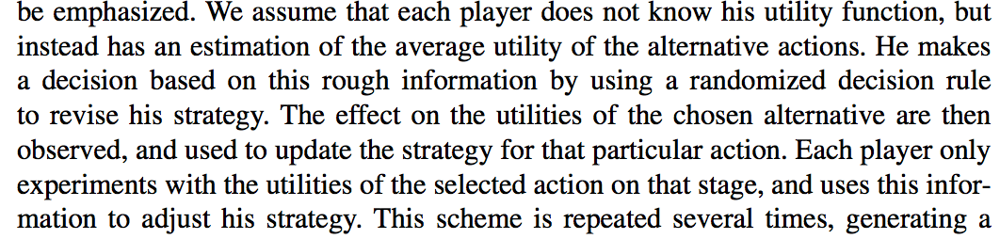 be emphasized. We assume that each player does not know his utility function, but
instead has an estimation of the average utility of the alternative actions. He makes
a decision based on this rough information by using a randomized decision rule
to revise his strategy. The effect on the utilities of the chosen alternative are then
observed, and used to update the strategy for that particular action. Each player only
experiments with the utilities of the selected action on that stage, and uses this infor-
mation to adjust his strategy. This scheme is repeated several times, generating a